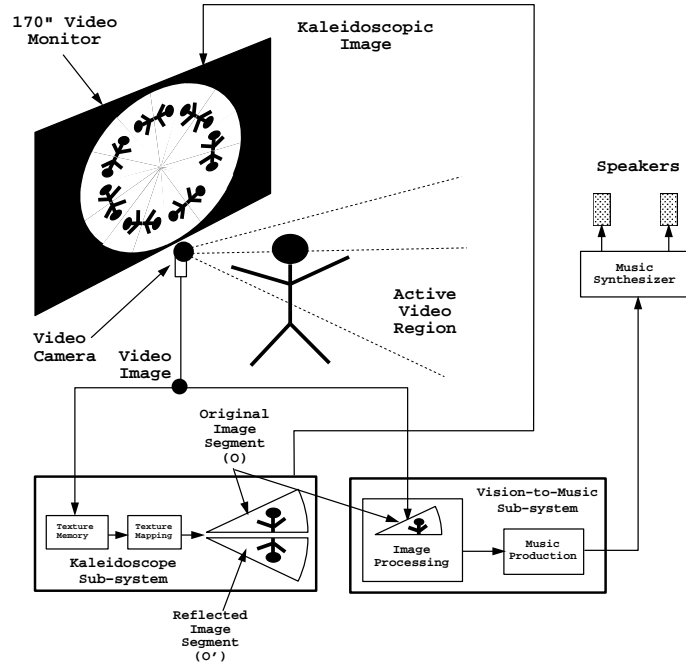 170" Video
Monitor
Kaleidoscopic
Image
Speakers
Music
Synthesizer
Active
Video
Region
Video
Camera
Video
Image
Original
Image
Segment
(O)
Vision-to-Music
Sub-system
Texture
Memory
Texture
Mapping
Kaleidoscope
Sub-system
Image
Processing
Music
Production
Reflected
Image
Segment
(O')